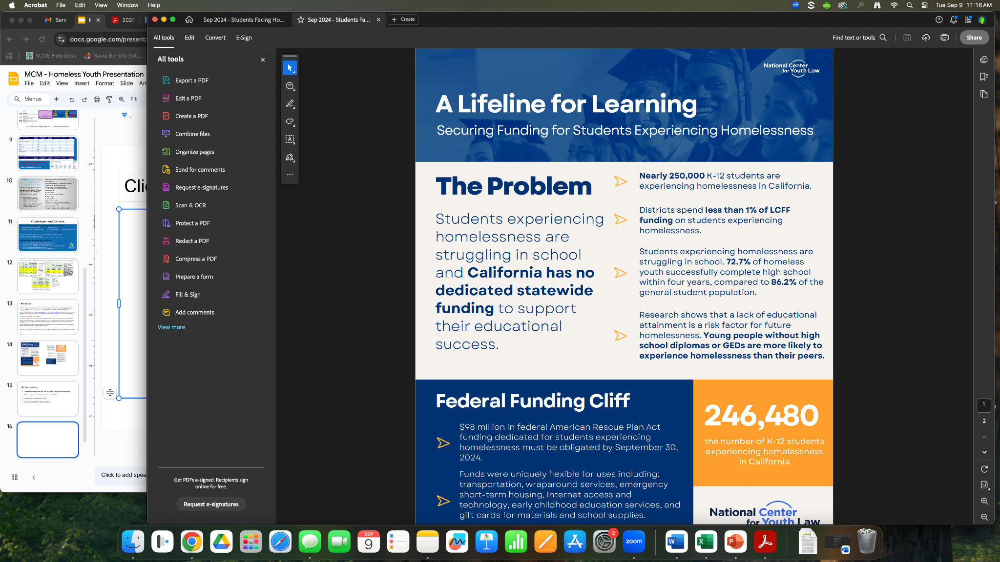 Acrobat File Edit View Window Help
Tue Sep 9 11:16 AM
Sent
2025
Sep 2024 - Students Facing Ho...
Sep 2024 - Students Fa...
Create
docs.google.com/presenta
All tools
Edit
Convert
E-Sign
Find text or tools
Share
SCOE HelpDesk
Navia Benefit Solu...
MCM - Homeless Youth Presentation
File Edit View Insert Format Slide
Menus
Fit
9
10
11
Challenges and Barriers
12
13
Resources
14
15
Call to collaborate
16
1
1
2
3
4
Clic
Click to add spea
All tools
Export a PDF
Edit a PDF
Create a PDF
Combine files
Organize pages
Send for comments
Request e-signatures
Scan & OCR
Protect a PDF
Redact a PDF
Compress a PDF
Prepare a form
Fill & Sign
Add comments
View more
Get PDFs e-signed. Recipients sign
online for free.
Request e-signatures
National Center
for Youth Law
A Lifeline for Learning
Securing Funding for Students Experiencing Homelessness
The Problem
Students experiencing
homelessness are
struggling in school
and California has no
dedicated statewide
funding to support
their educational
success.
Nearly 250,000 K-12 students are
experiencing homelessness in California.
Districts spend less than 1% of LCFF
funding on students experiencing
homelessness.
Students experiencing homelessness are
struggling in school. 72.7% of homeless
youth successfully complete high school
within four years, compared to 86.2% of the
general student population.
Research shows that a lack of educational
attainment is a risk factor for future
homelessness. Young people without high
school diplomas or GEDs are more likely to
experience homelessness than their peers.
Federal Funding Cliff
$98 million in federal American Rescue Plan Act
funding dedicated for students experiencing
homelessness must be obligated by September 30,
2024.
Funds were uniquely flexible for uses including:
transportation, wraparound services, emergency
short-term housing, Internet access and
technology, early childhood education services, and
gift cards for materials and school supplies.
246,480
the number of K-12 students
experiencing homelessness
in California
National Center
for Youth Law
1
2
SEP
9
2
zoom